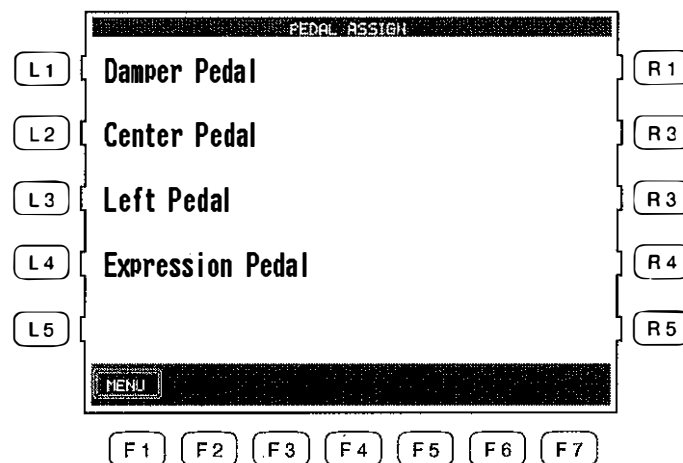 PEDAL ASSIGN
L1 Damper Pedal R1
L2 Center Pedal R3
L3 Left Pedal R3
L4 Expression Pedal R4
L5 R5
MENU
F1 F2 F3 F4 F5 F6 F7